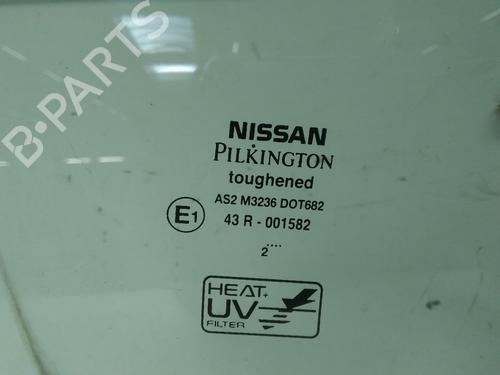 B-PARTS
NISSAN
PILKINGTON
toughened
AS2 M3236 DOT682
E1 43 R - 001582
....
2
HEAT+
UV
FILTER